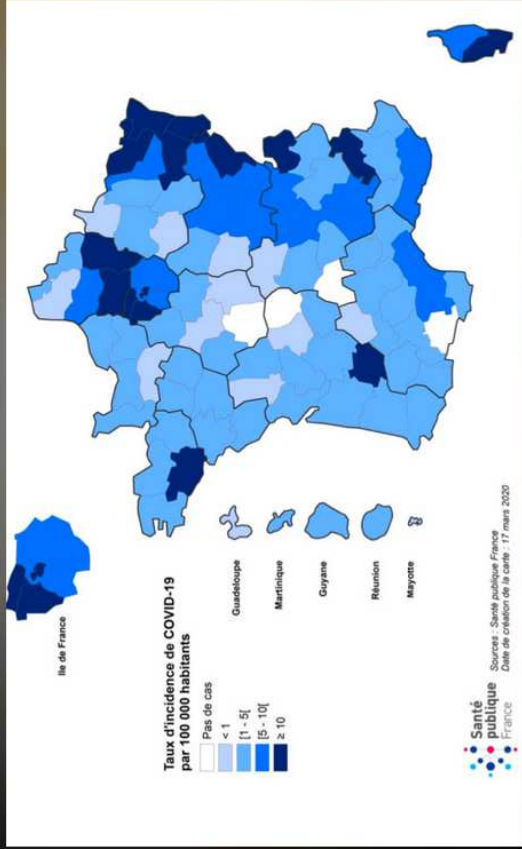 Ile de France
Taux d'incidence de COVID-19
par 100 000 habitants
Pas de cas
< 1
[1 - 5[
[5 - 10[
≥ 10
Guadeloupe
Martinique
Guyane
Réunion
Mayotte
Santé
publique
France
Sources : Santé publique France
Date de création de la carte : 17 mars 2020